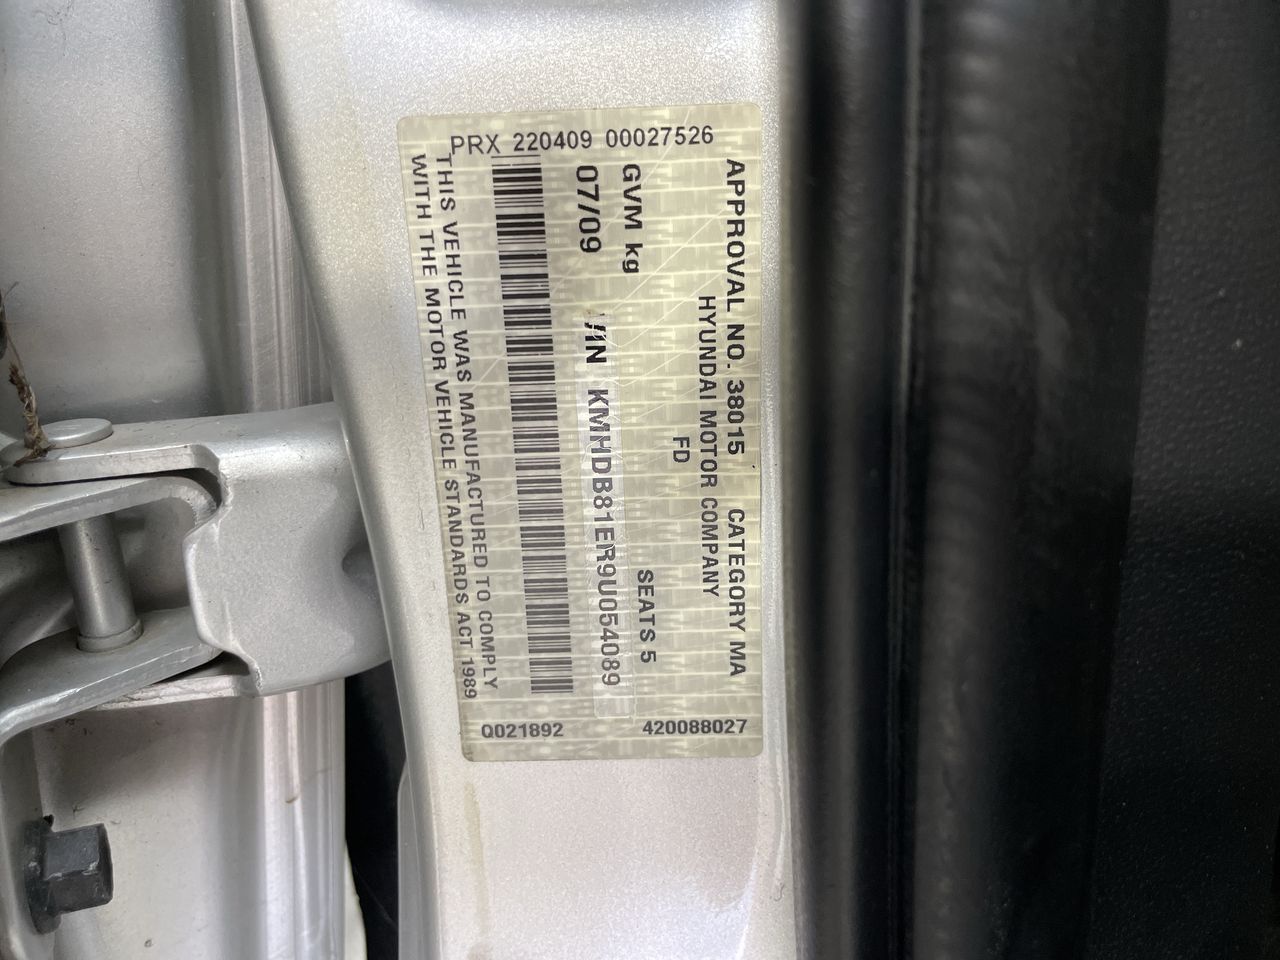 PRX 220409 00027526
APPROVAL NO. 38015 CATEGORY MA
HYUNDAI MOTOR COMPANY
FD
GVM kg SEATS 5
07/09 VIN KMHDB81ER9U054089
THIS VEHICLE WAS MANUFACTURED TO COMPLY
WITH THE MOTOR VEHICLE STANDARDS ACT 1989
Q021892 420088027